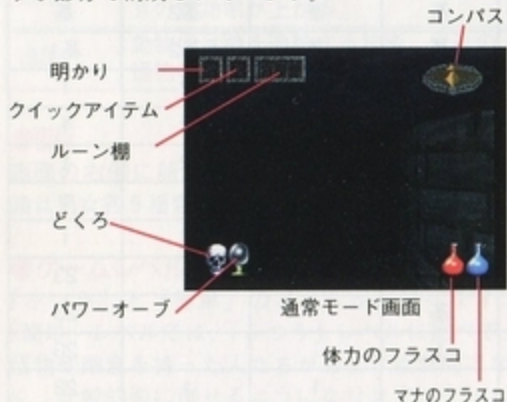 コンパス
明かり
クイックアイテム
ルーン棚
どくろ
パワーオーブ
通常モード画面
体力のフラスコ
マナのフラスコ